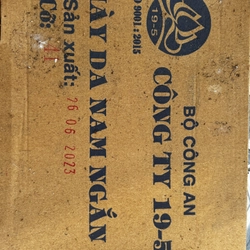 BỘ CÔNG AN
CÔNG TY 19-5
19-5
9001 : 2015
GIÀY DA NAM NGẮN
Sản xuất: 26 06 2023
Cỡ: